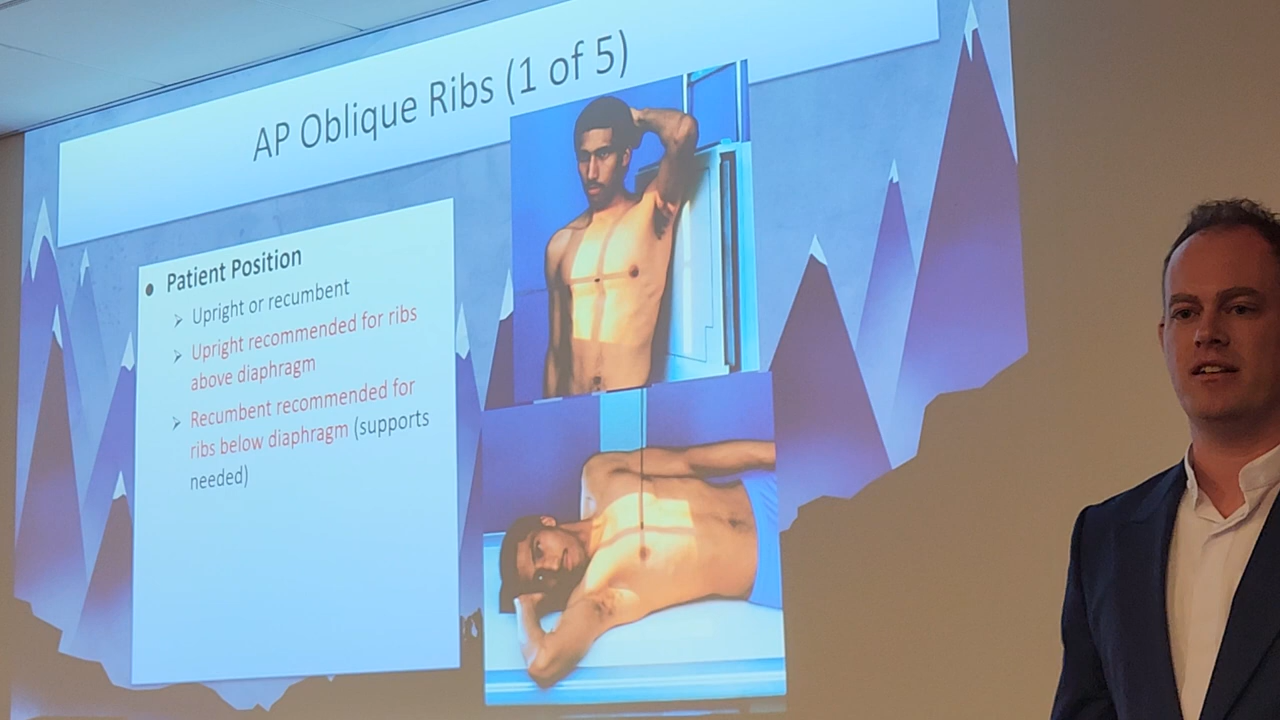 AP Oblique Ribs (1 of 5)
• Patient Position
➢ Upright or recumbent
➢ Upright recommended for ribs
above diaphragm
➢ Recumbent recommended for
ribs below diaphragm (supports
needed)